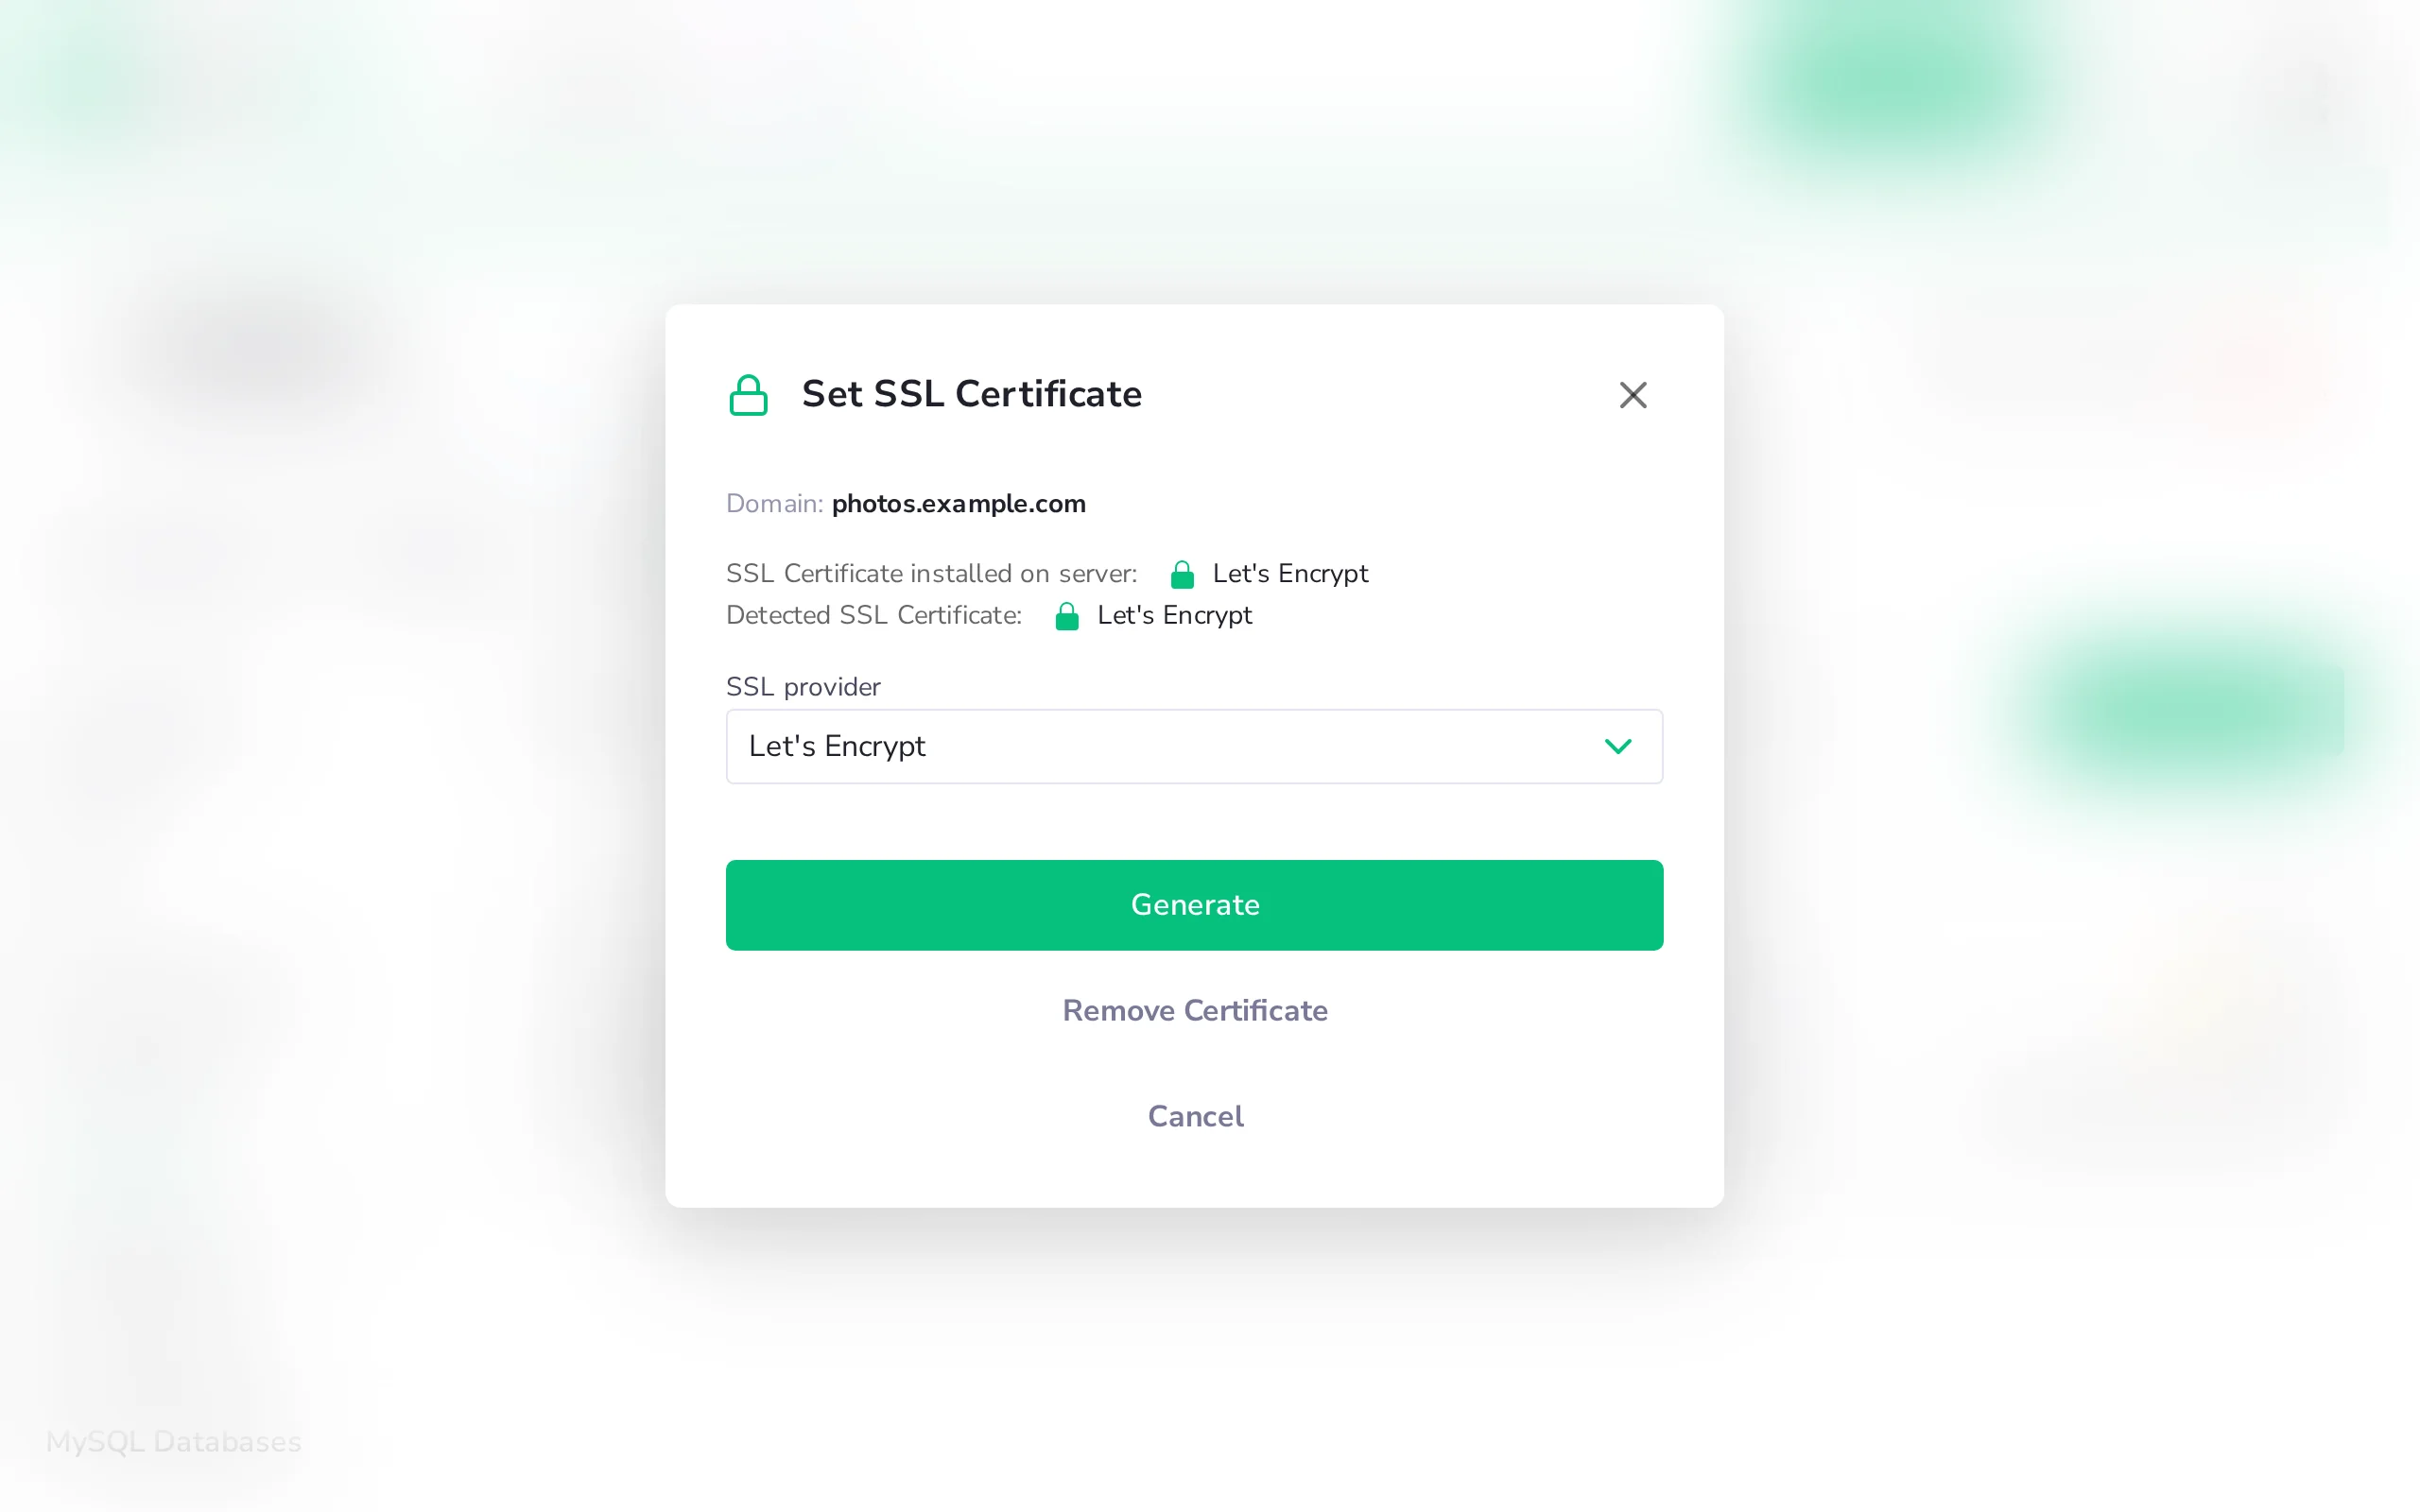 Set SSL Certificate
Domain: photos.example.com
SSL Certificate installed on server: Let's Encrypt
Detected SSL Certificate: Let's Encrypt
SSL provider
Let's Encrypt
Generate
Remove Certificate
Cancel
MySQL Databases